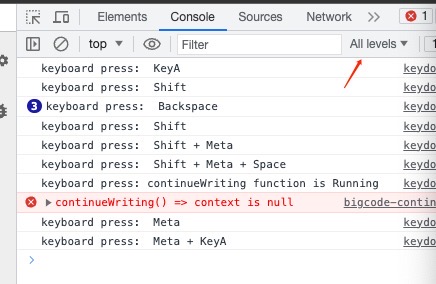 Elements Console Sources Network 1
top Filter All levels 1
keyboard press: KeyA keydo
keyboard press: Shift keydo
3 keyboard press: Backspace keydo
keyboard press: Shift keydo
keyboard press: Shift + Meta keydo
keyboard press: Shift + Meta + Space keydo
keyboard press: continueWriting function is Running keydo
continueWriting() => context is null bigcode-contin
keyboard press: Meta keydo
keyboard press: Meta + KeyA keydo